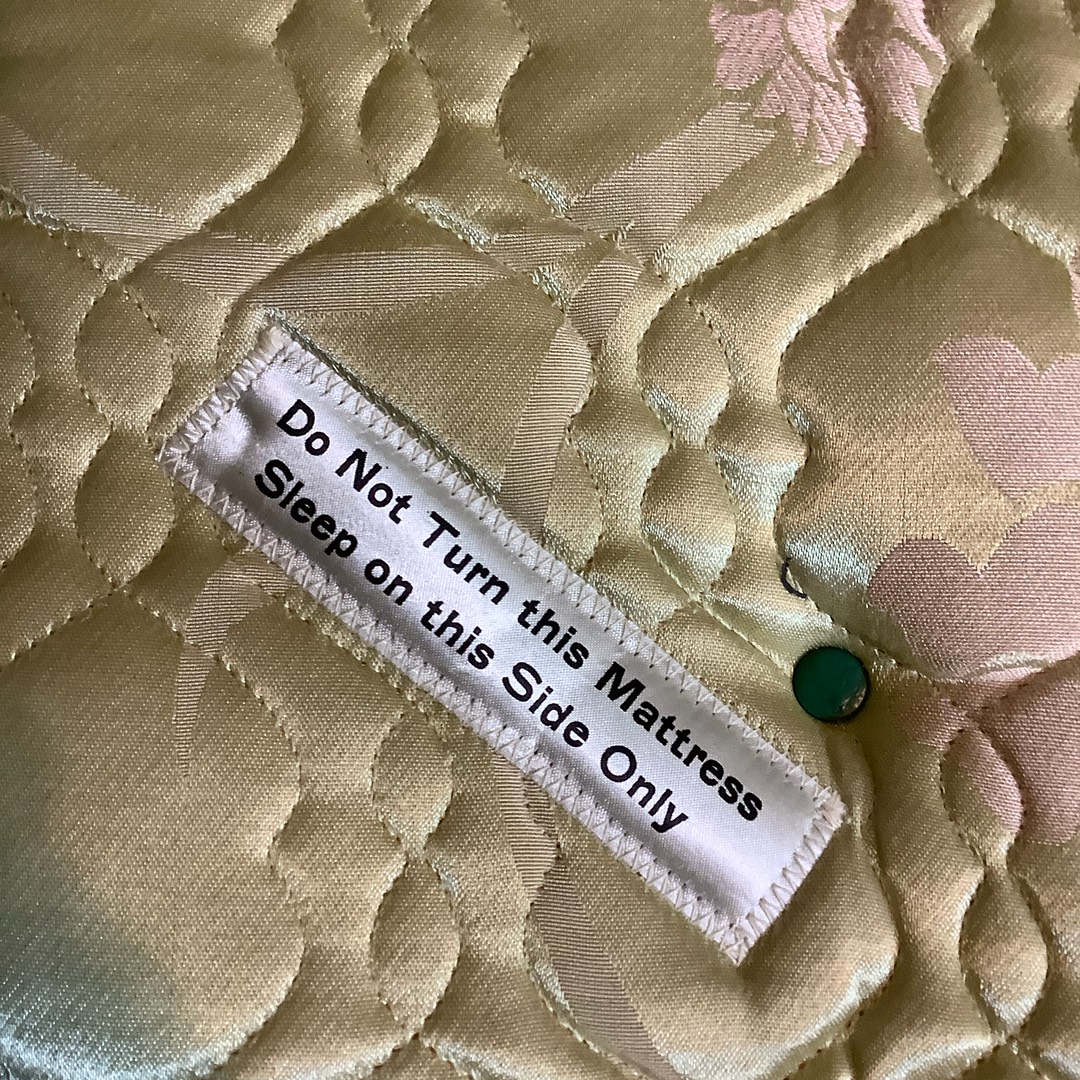 Do Not Turn this Mattress
Sleep on this Side Only